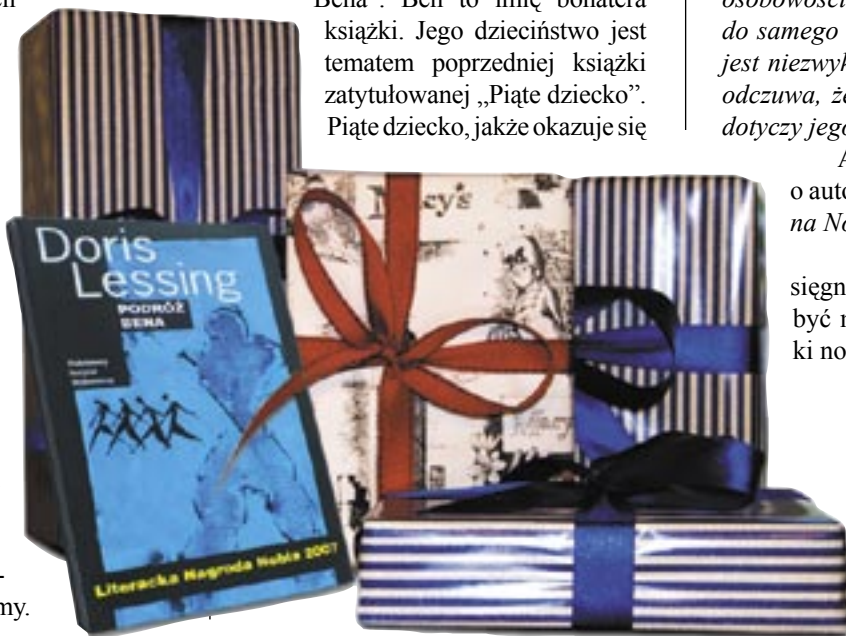 Bena". Ben to imię bohatera
książki. Jego dzieciństwo jest
tematem poprzedniej książki
zatytułowanej „Piąte dziecko”.
Piąte dziecko, jakże okazuje się
do samego
jest niezwyk
odczuwa, że
dotyczy jego
A
o auto
na No
sięgn
być
ki no
my.
Doris
Lessing
PODRÓŻ
BENA
Literacka Nagroda Nobla 2007
cy's